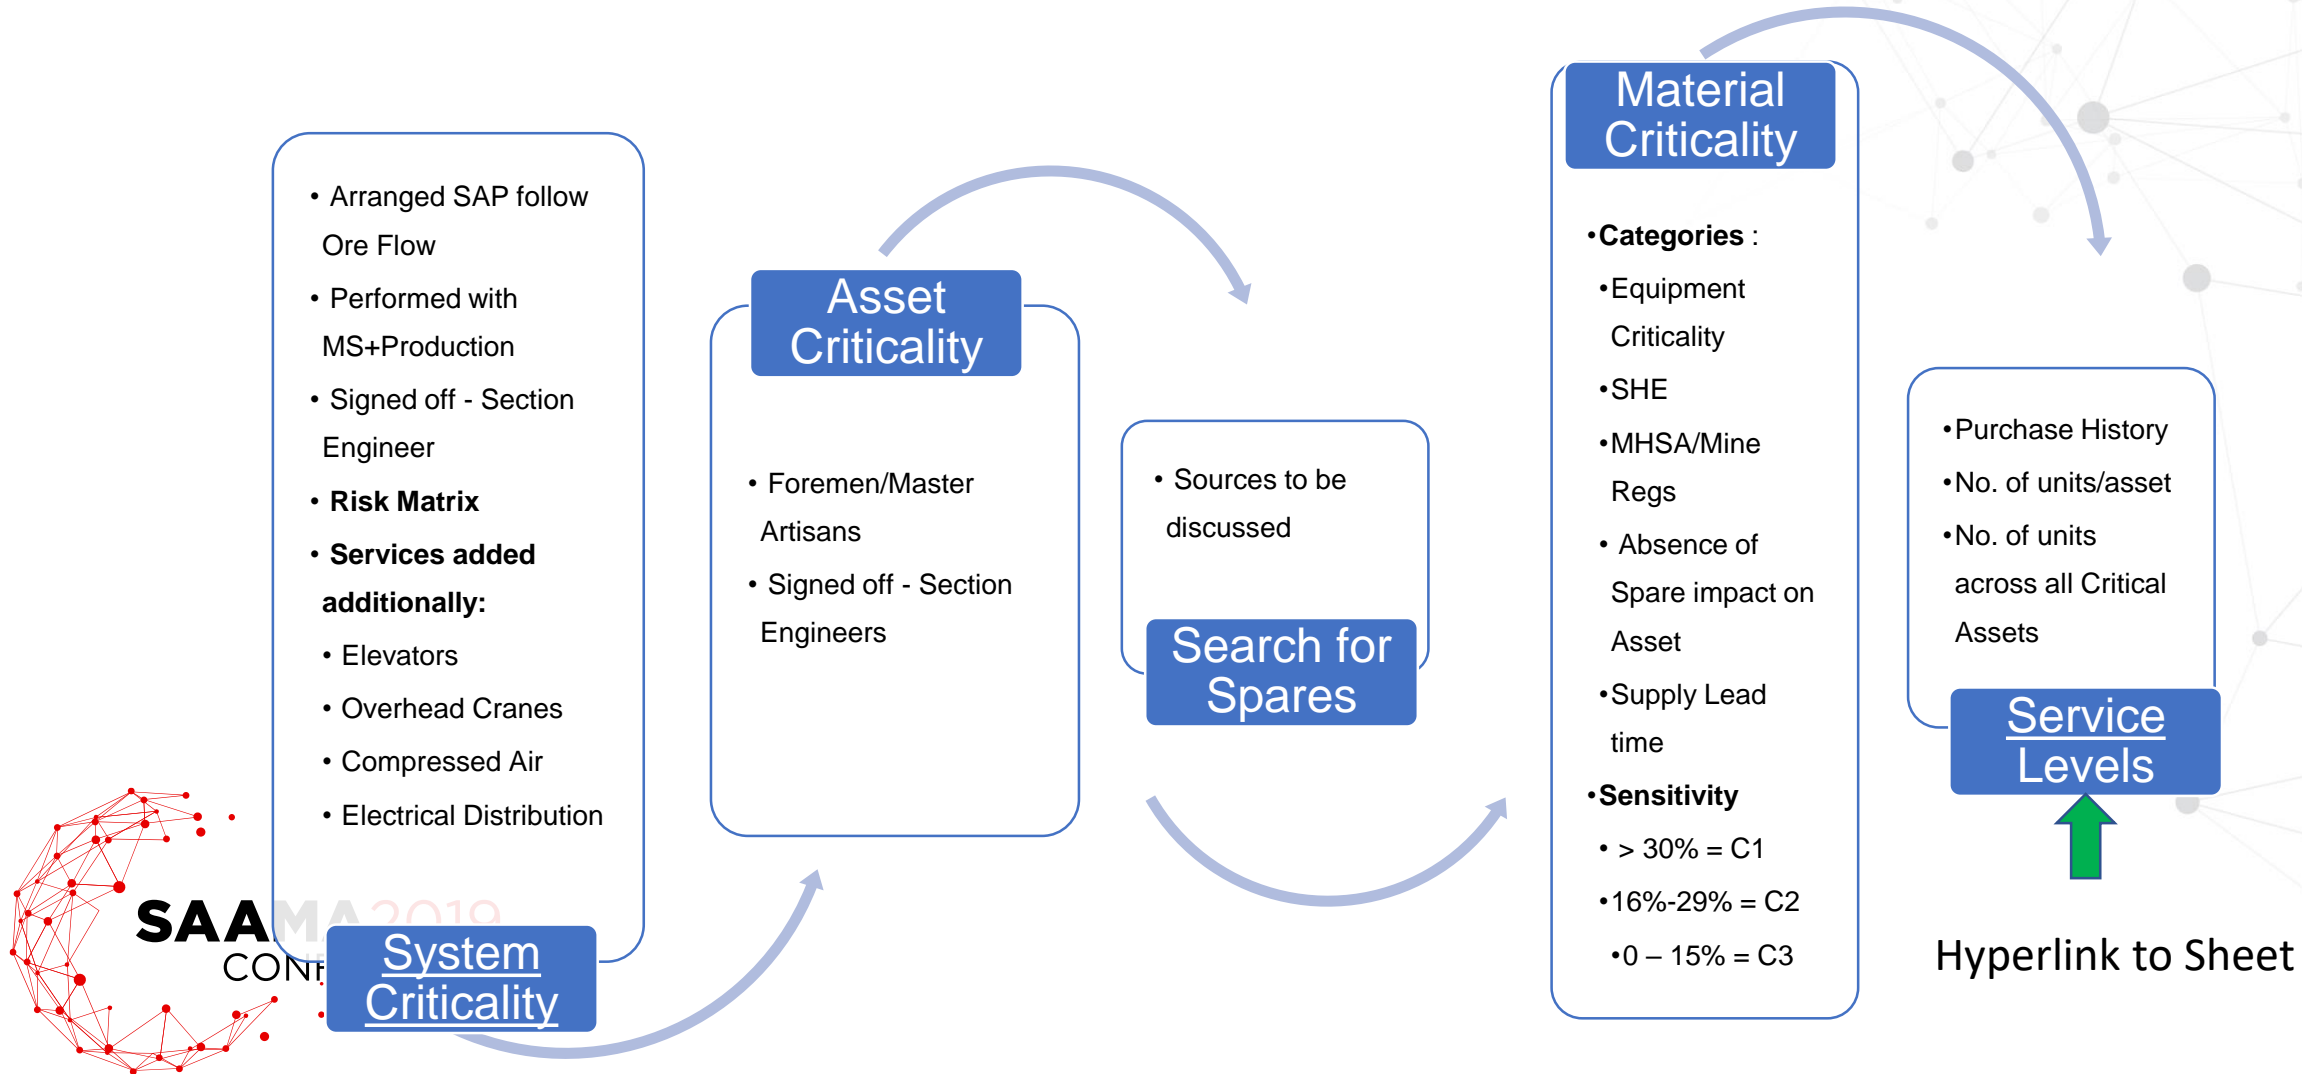 • Arranged SAP follow
Ore Flow
• Performed with
MS+Production
• Signed off - Section
Engineer
• Risk Matrix
• Services added
additionally:
• Elevators
• Overhead Cranes
• Compressed Air
• Electrical Distribution
System
Criticality
Asset
Criticality
• Foremen/Master
Artisans
• Signed off - Section
Engineers
• Sources to be
discussed
Search for
Spares
Material
Criticality
•Categories :
•Equipment
Criticality
•SHE
•MHSA/Mine
Regs
• Absence of
Spare impact on
Asset
•Supply Lead
time
•Sensitivity
• > 30% = C1
•16%-29% = C2
•0 – 15% = C3
•Purchase History
•No. of units/asset
•No. of units
across all Critical
Assets
Service
Levels
Hyperlink to Sheet
SAAMA 2019